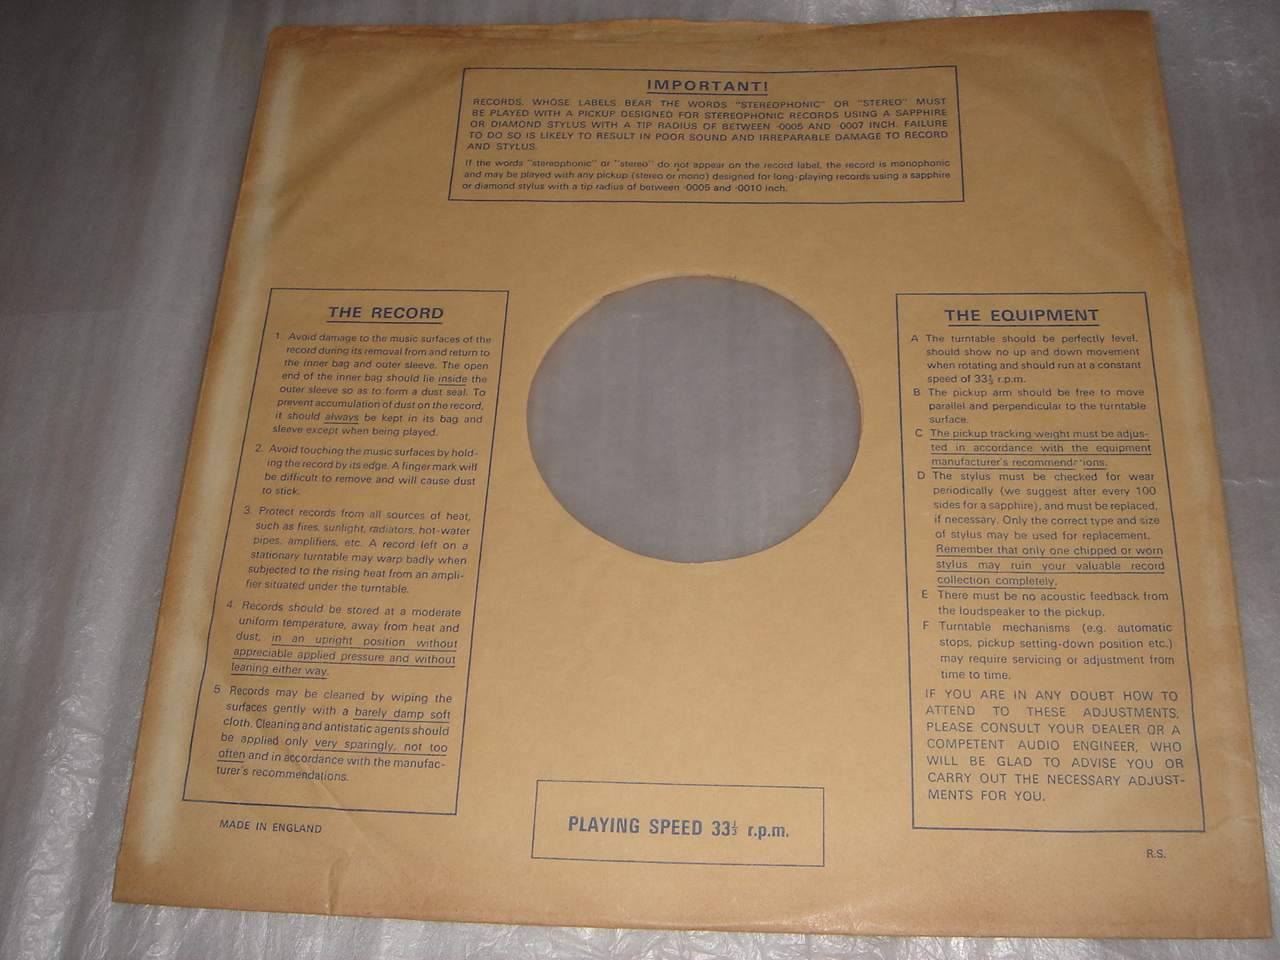 IMPORTANT!
RECORDS, WHOSE LABELS BEAR THE WORDS "STEREOPHONIC" OR "STEREO" MUST
BE PLAYED WITH A PICKUP DESIGNED FOR STEREOPHONIC RECORDS USING A SAPPHIRE
OR DIAMOND STYLUS WITH A TIP RADIUS OF BETWEEN ·0005 AND ·0007 INCH. FAILURE
TO DO SO IS LIKELY TO RESULT IN POOR SOUND AND IRREPARABLE DAMAGE TO RECORD
AND STYLUS.
If the words "stereophonic" or "stereo" do not appear on the record label, the record is monophonic
and may be played with any pickup (stereo or mono) designed for long-playing records using a sapphire
or diamond stylus with a tip radius of between ·0005 and ·0010 inch.
THE RECORD
1. Avoid damage to the music surfaces of the
record during its removal from and return to
the inner bag and outer sleeve. The open
end of the inner bag should lie inside the
outer sleeve so as to form a dust seal. To
prevent accumulation of dust on the record,
it should always be kept in its bag and
sleeve except when being played.
2. Avoid touching the music surfaces by hold-
ing the record by its edge. A finger mark will
be difficult to remove and will cause dust
to stick.
3. Protect records from all sources of heat,
such as fires, sunlight, radiators, hot-water
pipes, amplifiers, etc. A record left on a
stationary turntable may warp badly when
subjected to the rising heat from an ampli-
fier situated under the turntable.
4. Records should be stored at a moderate
uniform temperature, away from heat and
dust, in an upright position without
appreciable applied pressure and without
leaning either way.
5. Records may be cleaned by wiping the
surfaces gently with a barely damp soft
cloth. Cleaning and antistatic agents should
be applied only very sparingly, not too
often and in accordance with the manufac-
turer's recommendations.
MADE IN ENGLAND
PLAYING SPEED 33⅓ r.p.m.
THE EQUIPMENT
A The turntable should be perfectly level,
should show no up and down movement
when rotating and should run at a constant
speed of 33⅓ r.p.m.
B The pickup arm should be free to move
parallel and perpendicular to the turntable
surface.
C The pickup tracking weight must be adjus-
ted in accordance with the equipment
manufacturer's recommendations.
D The stylus must be checked for wear
periodically (we suggest after every 100
sides for a sapphire), and must be replaced,
if necessary. Only the correct type and size
of stylus may be used for replacement.
Remember that only one chipped or worn
stylus may ruin your valuable record
collection completely.
E There must be no acoustic feedback from
the loudspeaker to the pickup.
F Turntable mechanisms (e.g. automatic
stops, pickup setting-down position etc.)
may require servicing or adjustment from
time to time.
IF YOU ARE IN ANY DOUBT HOW TO
ATTEND TO THESE ADJUSTMENTS,
PLEASE CONSULT YOUR DEALER OR A
COMPETENT AUDIO ENGINEER, WHO
WILL BE GLAD TO ADVISE YOU OR
CARRY OUT THE NECESSARY ADJUST-
MENTS FOR YOU.
R.S.